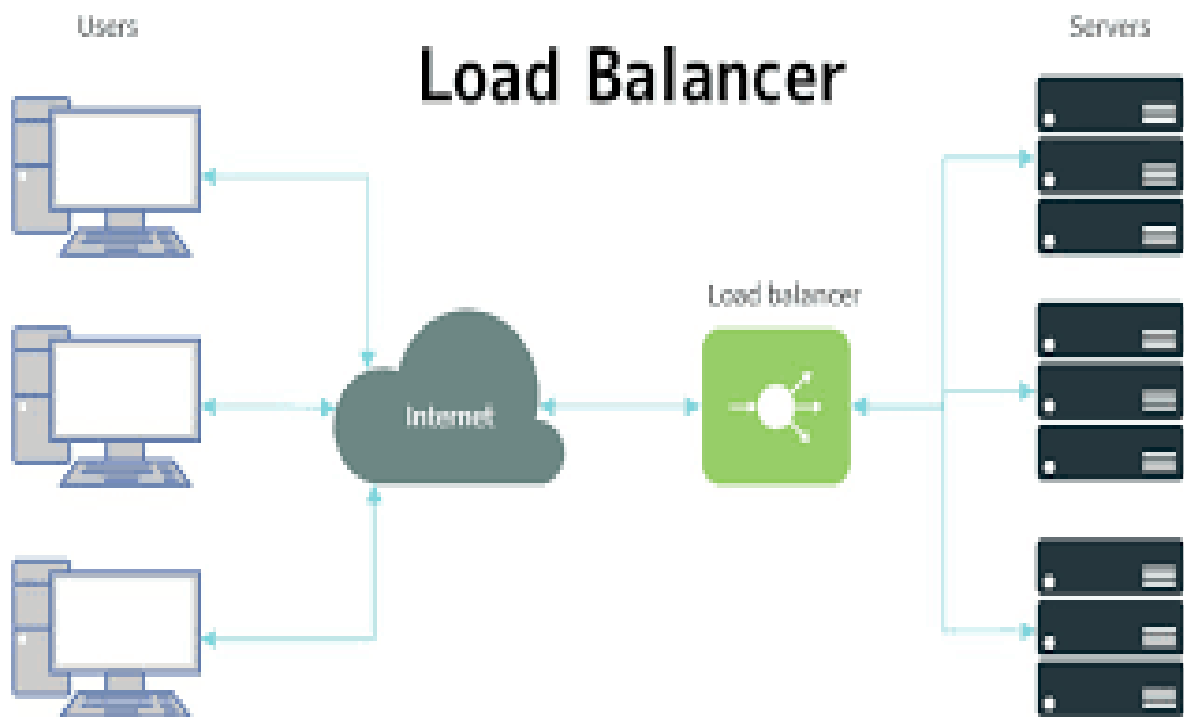 Users
Servers
Load Balancer
Load balancer
Internet